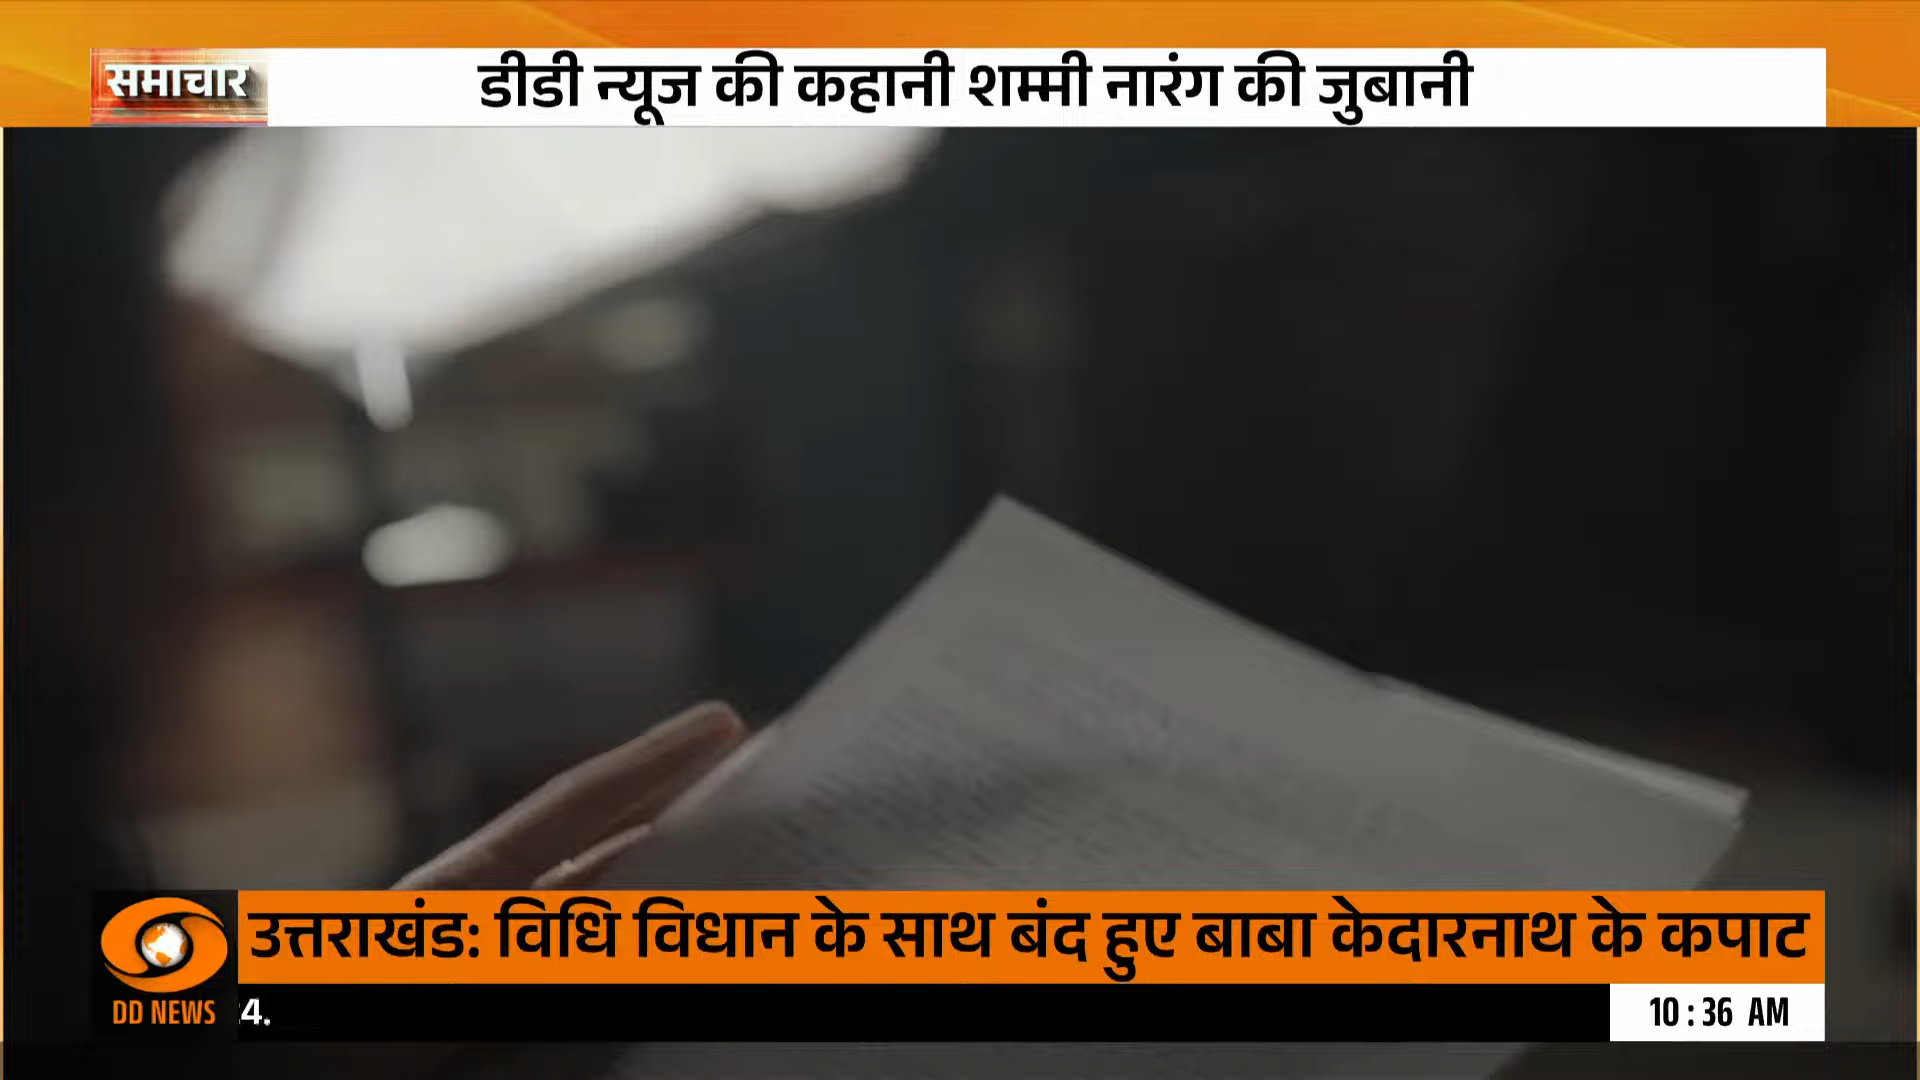 समाचार
डीडी न्यूज की कहानी शम्मी नारंग की जुबानी
उत्तराखंड: विधि विधान के साथ बंद हुए बाबा केदारनाथ के कपाट
DD NEWS
4.
10:36 AM